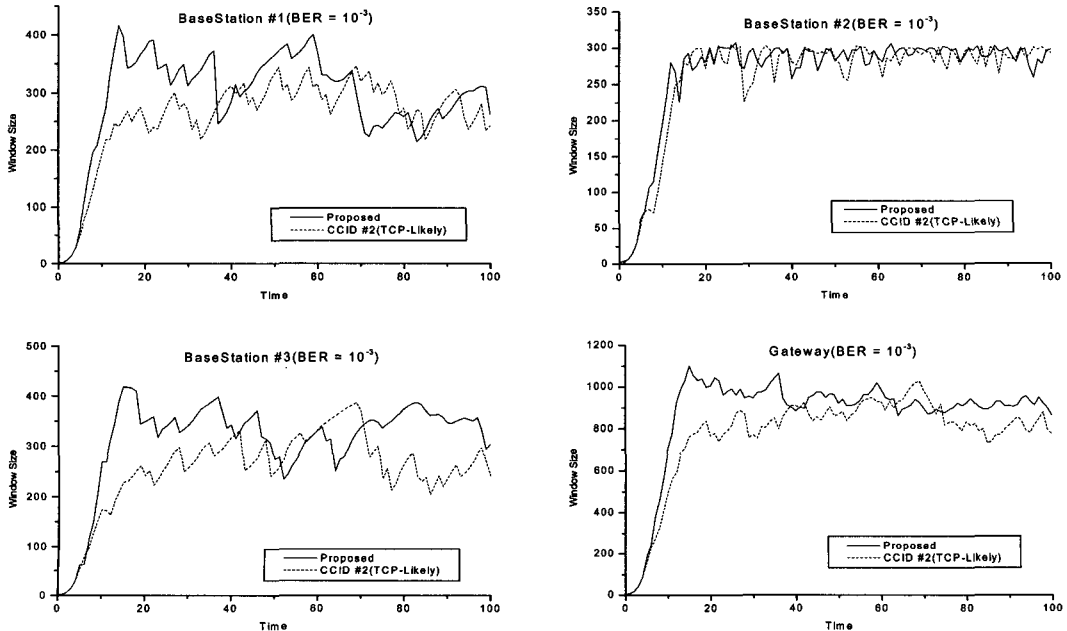 BaseStation #1(BER = 10⁻³)
400
300
200
100
0
Window Size
Proposed
CCID #2(TCP-Likely)
0 20 40 60 80 100
Time
BaseStation #2(BER = 10⁻³)
350
300
250
200
150
100
50
0
Window Size
Proposed
CCID #2(TCP-Likely)
0 20 40 60 80 100
Time
BaseStation #3(BER = 10⁻³)
500
400
300
200
100
0
Window Size
Proposed
CCID #2(TCP-Likely)
0 20 40 60 80 100
Time
Gateway(BER = 10⁻³)
1200
1000
800
600
400
200
0
Window Size
Proposed
CCID #2(TCP-Likely)
0 20 40 60 80 100
Time